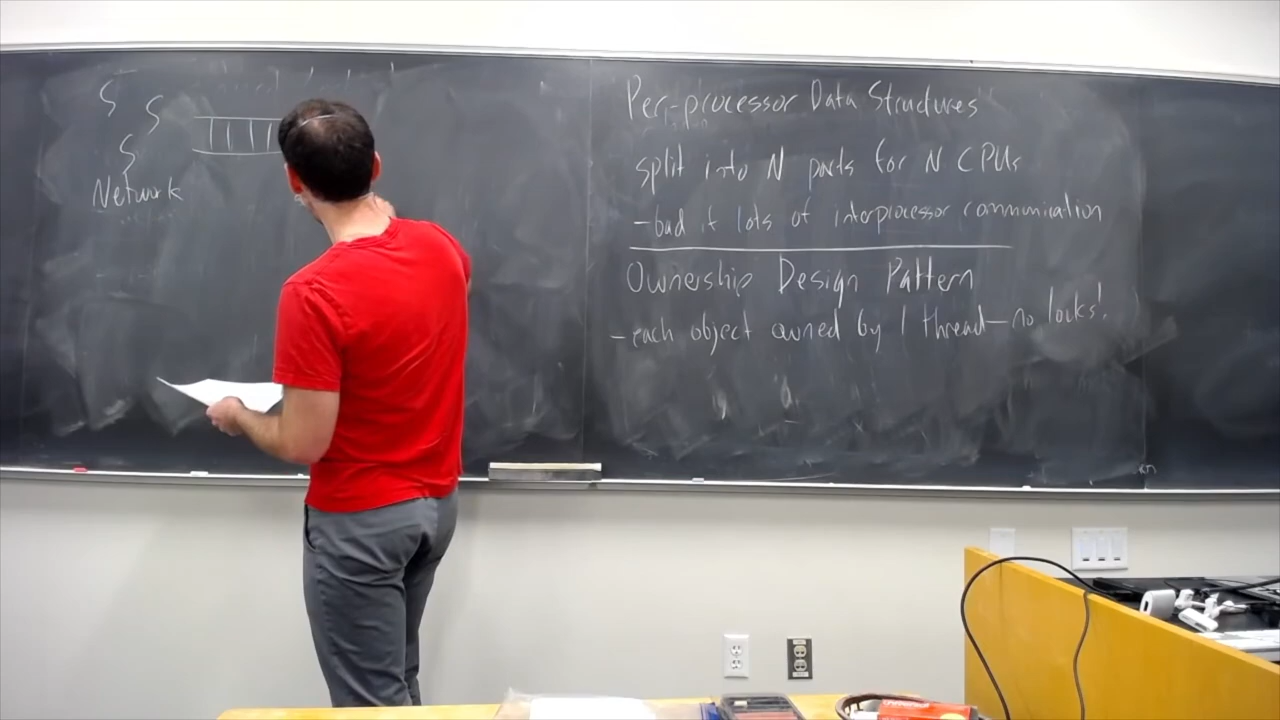 S S
S
Network
Per-processor Data Structures
split into N parts for N CPUs
- bad if lots of interprocessor communication
Ownership Design Pattern
- each object owned by 1 thread - no locks!